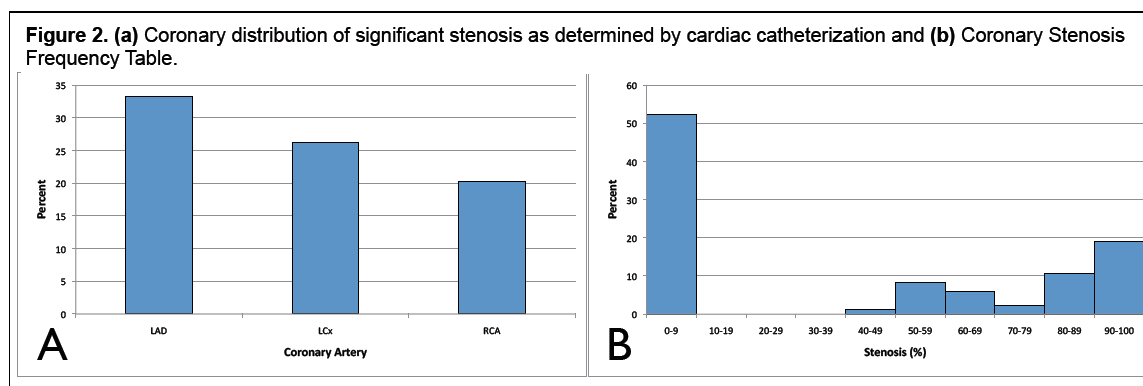 Figure 2. (a) Coronary distribution of significant stenosis as determined by cardiac catheterization and (b) Coronary Stenosis
Frequency Table.
35
30
25
20
15
10
5
0
Percent
LAD LCx RCA
Coronary Artery
A
60
50
40
30
20
10
0
Percent
0-9 10-19 20-29 30-39 40-49 50-59 60-69 70-79 80-89 90-100
Stenosis (%)
B